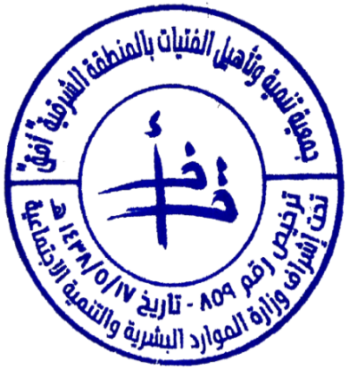 جمعية تنمية وتأهيل الفتيات بالمنطقة الشرقية "أفق"
أفق
ترخيص رقم ٨٥٩ - تاريخ ١٤٣٨/٥/١٧ هـ
تحت إشراف وزارة الموارد البشرية والتنمية الاجتماعية